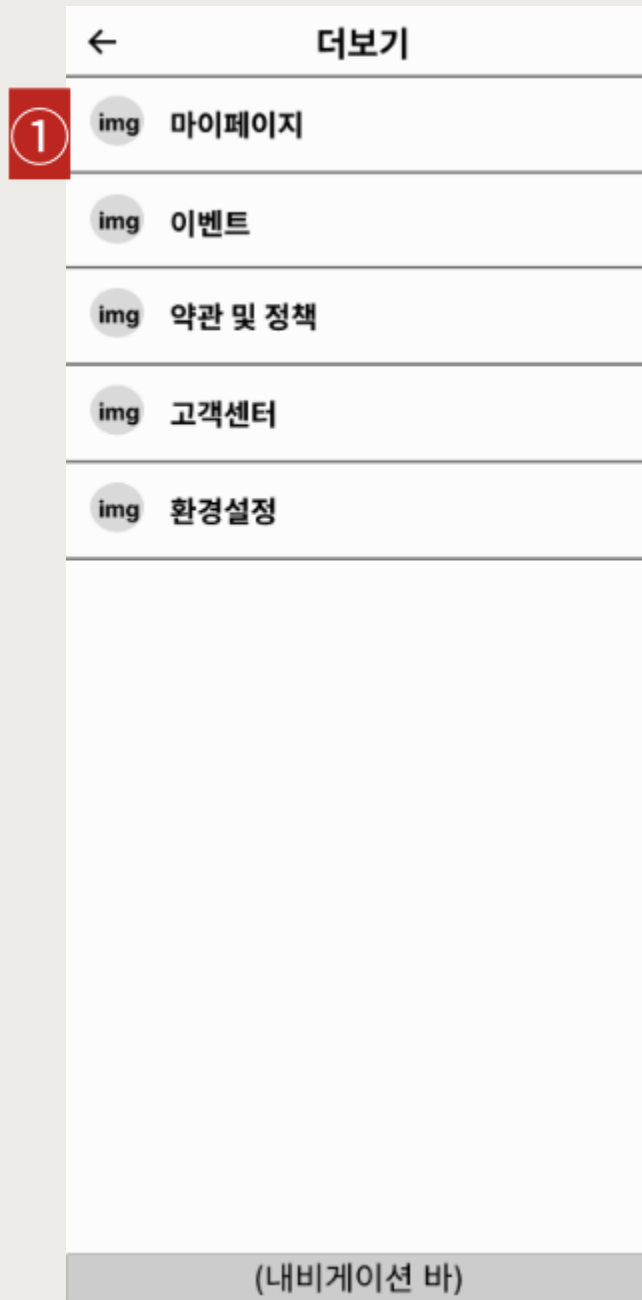 ← 더보기
① img 마이페이지
img 이벤트
img 약관 및 정책
img 고객센터
img 환경설정
(내비게이션 바)